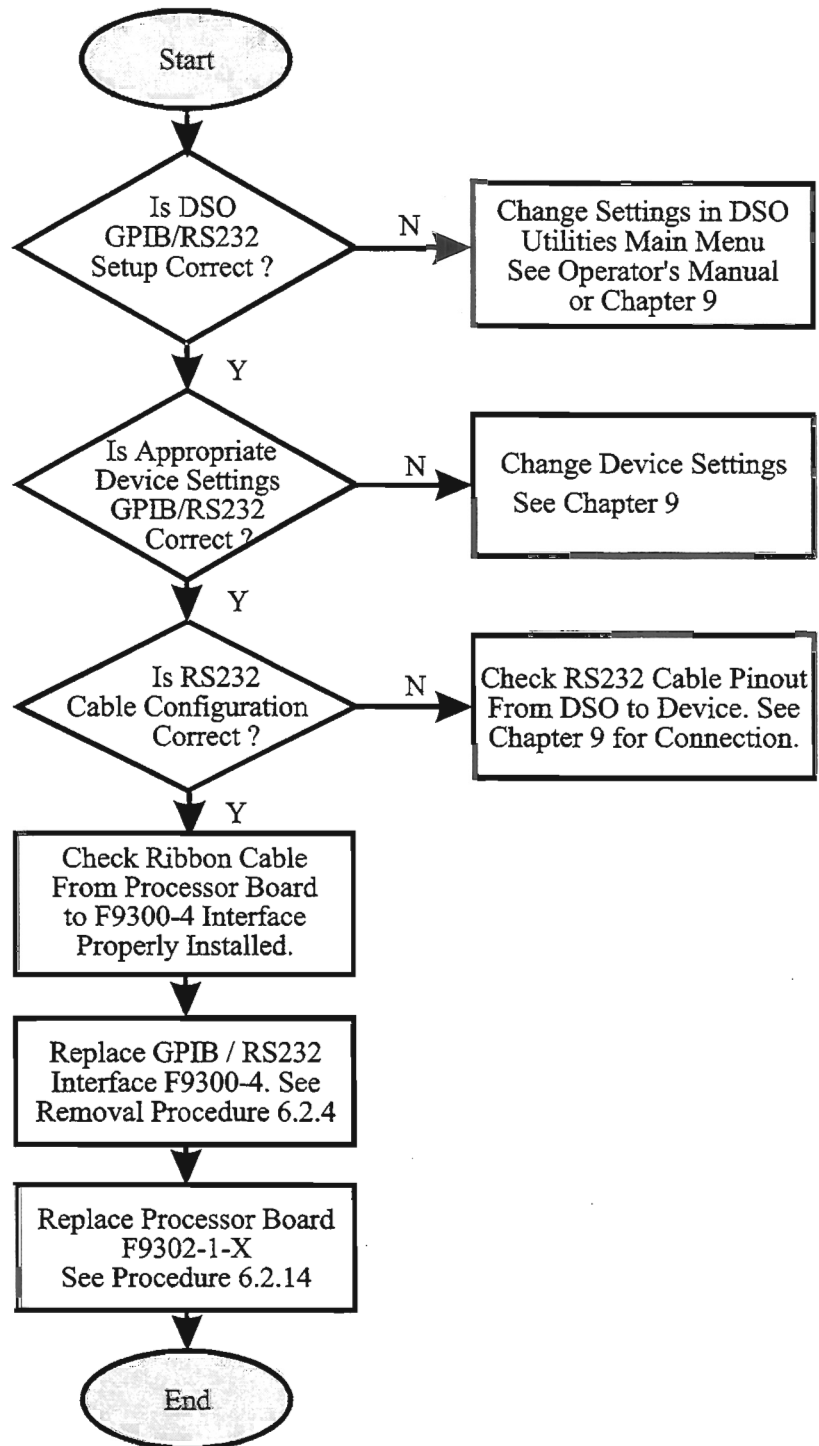 Start
Is DSO
GPIB/RS232
Setup Correct ?
N
Change Settings in DSO
Utilities Main Menu
See Operator's Manual
or Chapter 9
Y
Is Appropriate
Device Settings
GPIB/RS232
Correct ?
N
Change Device Settings
See Chapter 9
Y
Is RS232
Cable Configuration
Correct ?
N
Check RS232 Cable Pinout
From DSO to Device. See
Chapter 9 for Connection.
Y
Check Ribbon Cable
From Processor Board
to F9300-4 Interface
Properly Installed.
Replace GPIB / RS232
Interface F9300-4. See
Removal Procedure 6.2.4
Replace Processor Board
F9302-1-X
See Procedure 6.2.14
End